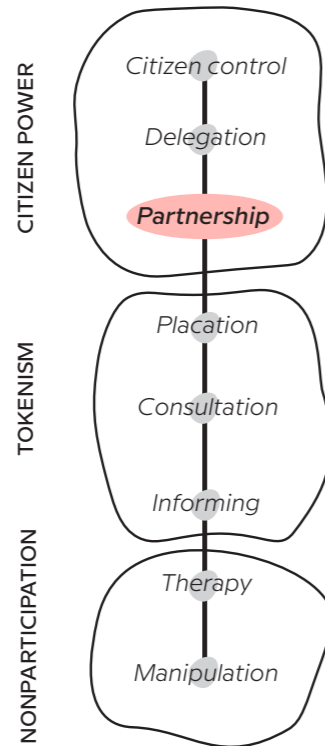 CITIZEN POWER
Citizen control
Delegation
Partnership
TOKENISM
Placation
Consultation
Informing
NONPARTICIPATION
Therapy
Manipulation